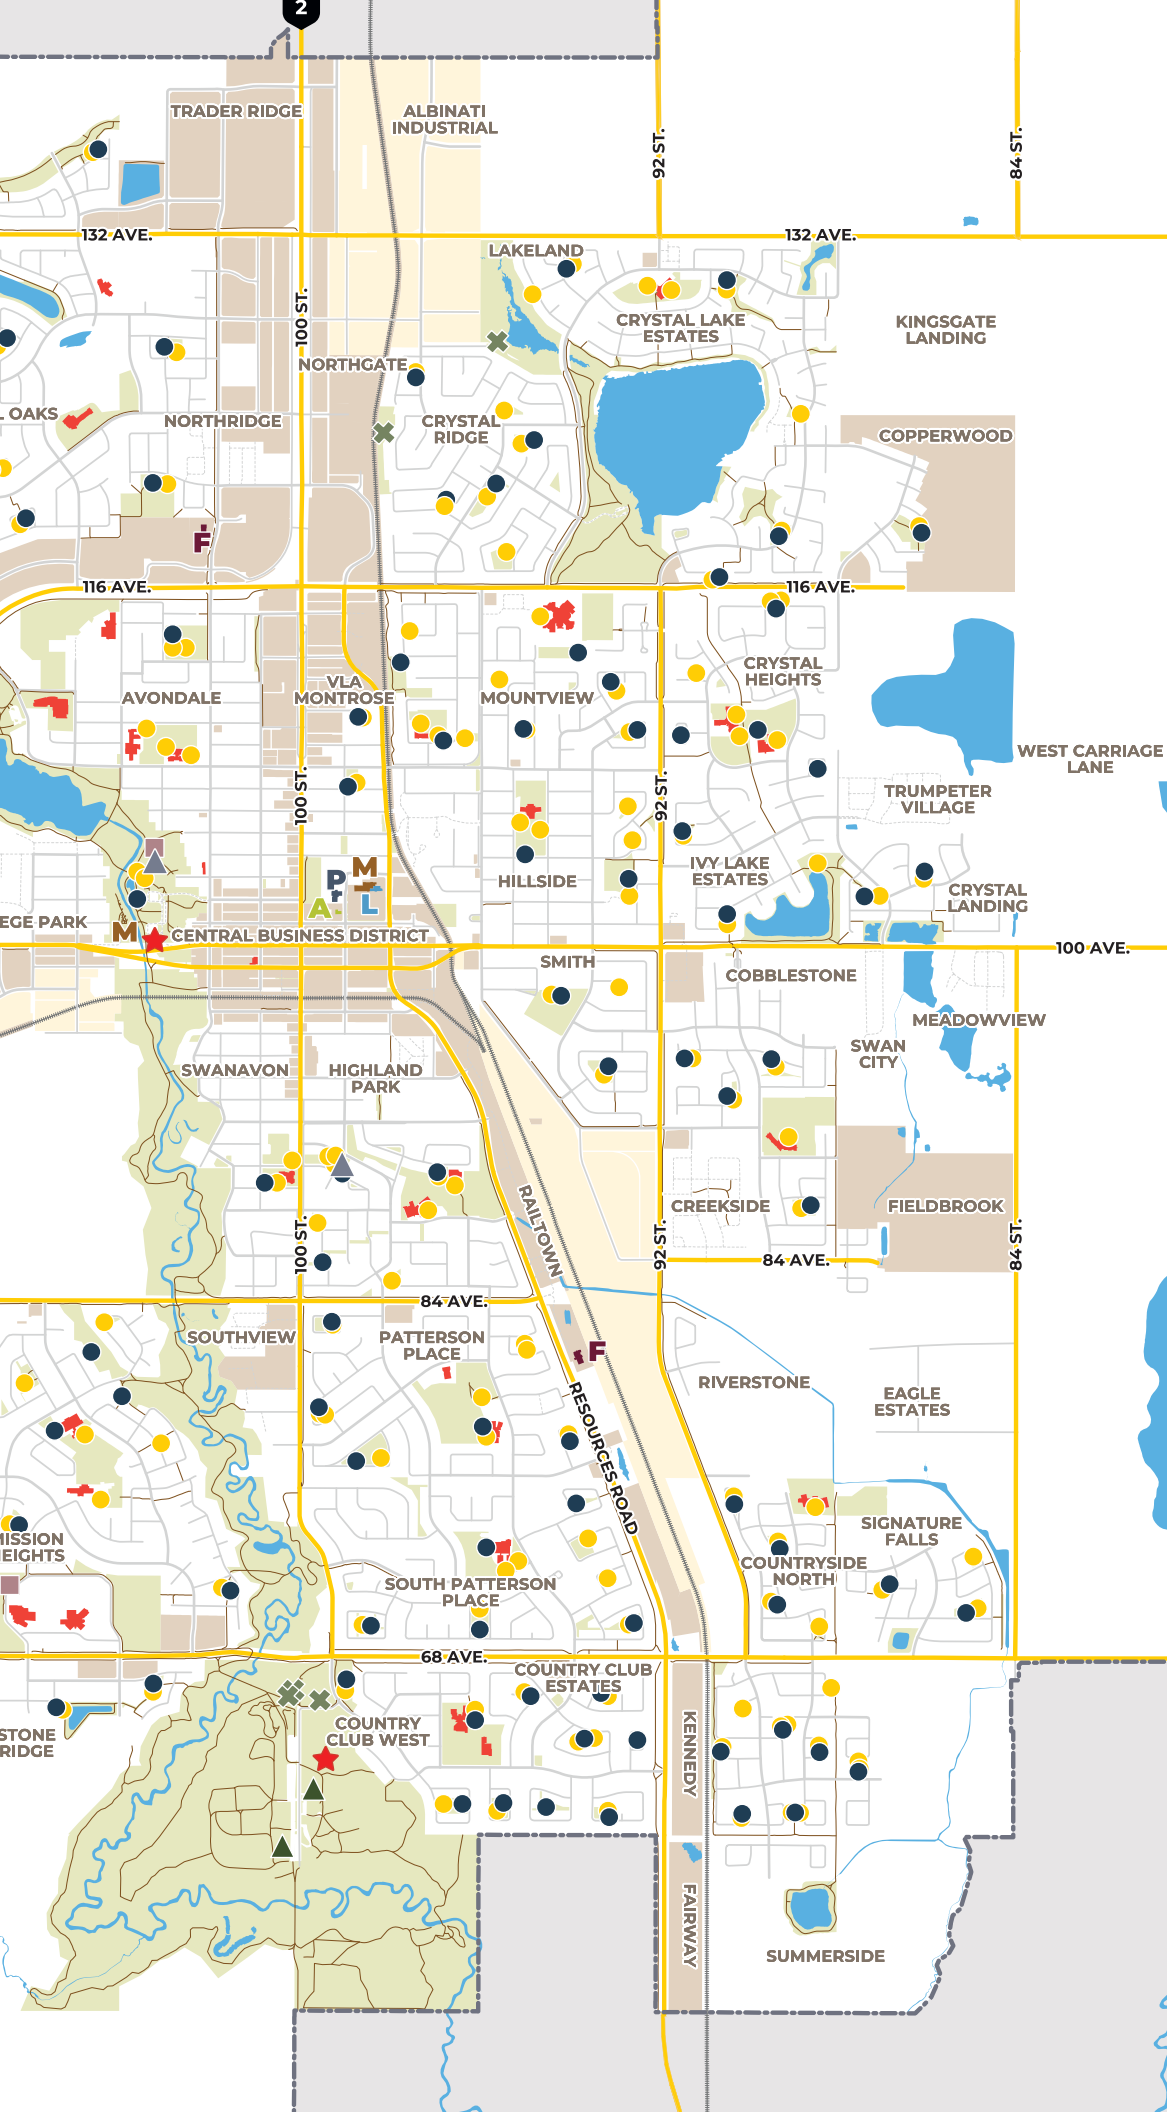 2
TRADER RIDGE
ALBINATI
INDUSTRIAL
92 ST.
84 ST.
132 AVE.
132 AVE.
LAKELAND
100 ST.
CRYSTAL LAKE
ESTATES
KINGSGATE
LANDING
NORTHGATE
L OAKS
NORTHRIDGE
CRYSTAL
RIDGE
COPPERWOOD
F
116 AVE.
116 AVE.
AVONDALE
VLA
MONTROSE
MOUNTVIEW
CRYSTAL
HEIGHTS
WEST CARRIAGE
LANE
100 ST.
92 ST.
TRUMPETER
VILLAGE
M
P
A
L
HILLSIDE
IVY LAKE
ESTATES
CRYSTAL
LANDING
EGE PARK
M
CENTRAL BUSINESS DISTRICT
100 AVE.
SMITH
COBBLESTONE
MEADOWVIEW
SWAN
CITY
SWANAVON
HIGHLAND
PARK
RAILTOWN
CREEKSIDE
FIELDBROOK
100 ST.
92 ST.
84 ST.
84 AVE.
84 AVE.
SOUTHVIEW
PATTERSON
PLACE
F
RIVERSTONE
EAGLE
ESTATES
RESOURCES ROAD
SIGNATURE
FALLS
MISSION
HEIGHTS
COUNTRYSIDE
NORTH
SOUTH PATTERSON
PLACE
68 AVE.
COUNTRY CLUB
ESTATES
STONE
RIDGE
COUNTRY
CLUB WEST
KENNEDY
FAIRWAY
SUMMERSIDE